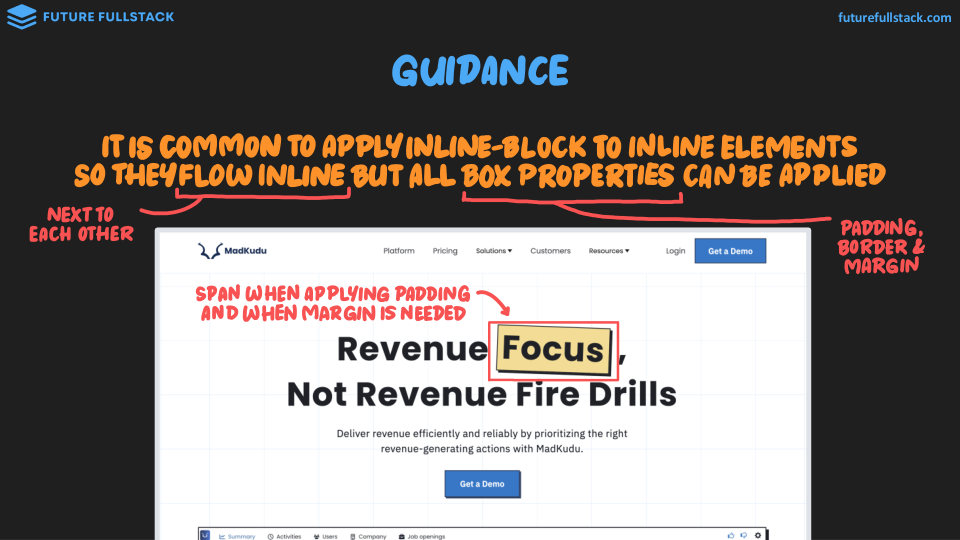 FUTURE FULLSTACK
futurefullstack.com
GUIDANCE
IT IS COMMON TO APPLY INLINE-BLOCK TO INLINE ELEMENTS
SO THEY FLOW INLINE BUT ALL BOX PROPERTIES CAN BE APPLIED
NEXT TO
EACH OTHER
PADDING,
BORDER &
MARGIN
MadKudu
Platform Pricing Solutions ▾ Customers Resources ▾ Login Get a Demo
SPAN WHEN APPLYING PADDING
AND WHEN MARGIN IS NEEDED
Revenue Focus,
Not Revenue Fire Drills
Deliver revenue efficiently and reliably by prioritizing the right
revenue-generating actions with MadKudu.
Get a Demo
Summary Activities Users Company Job openings